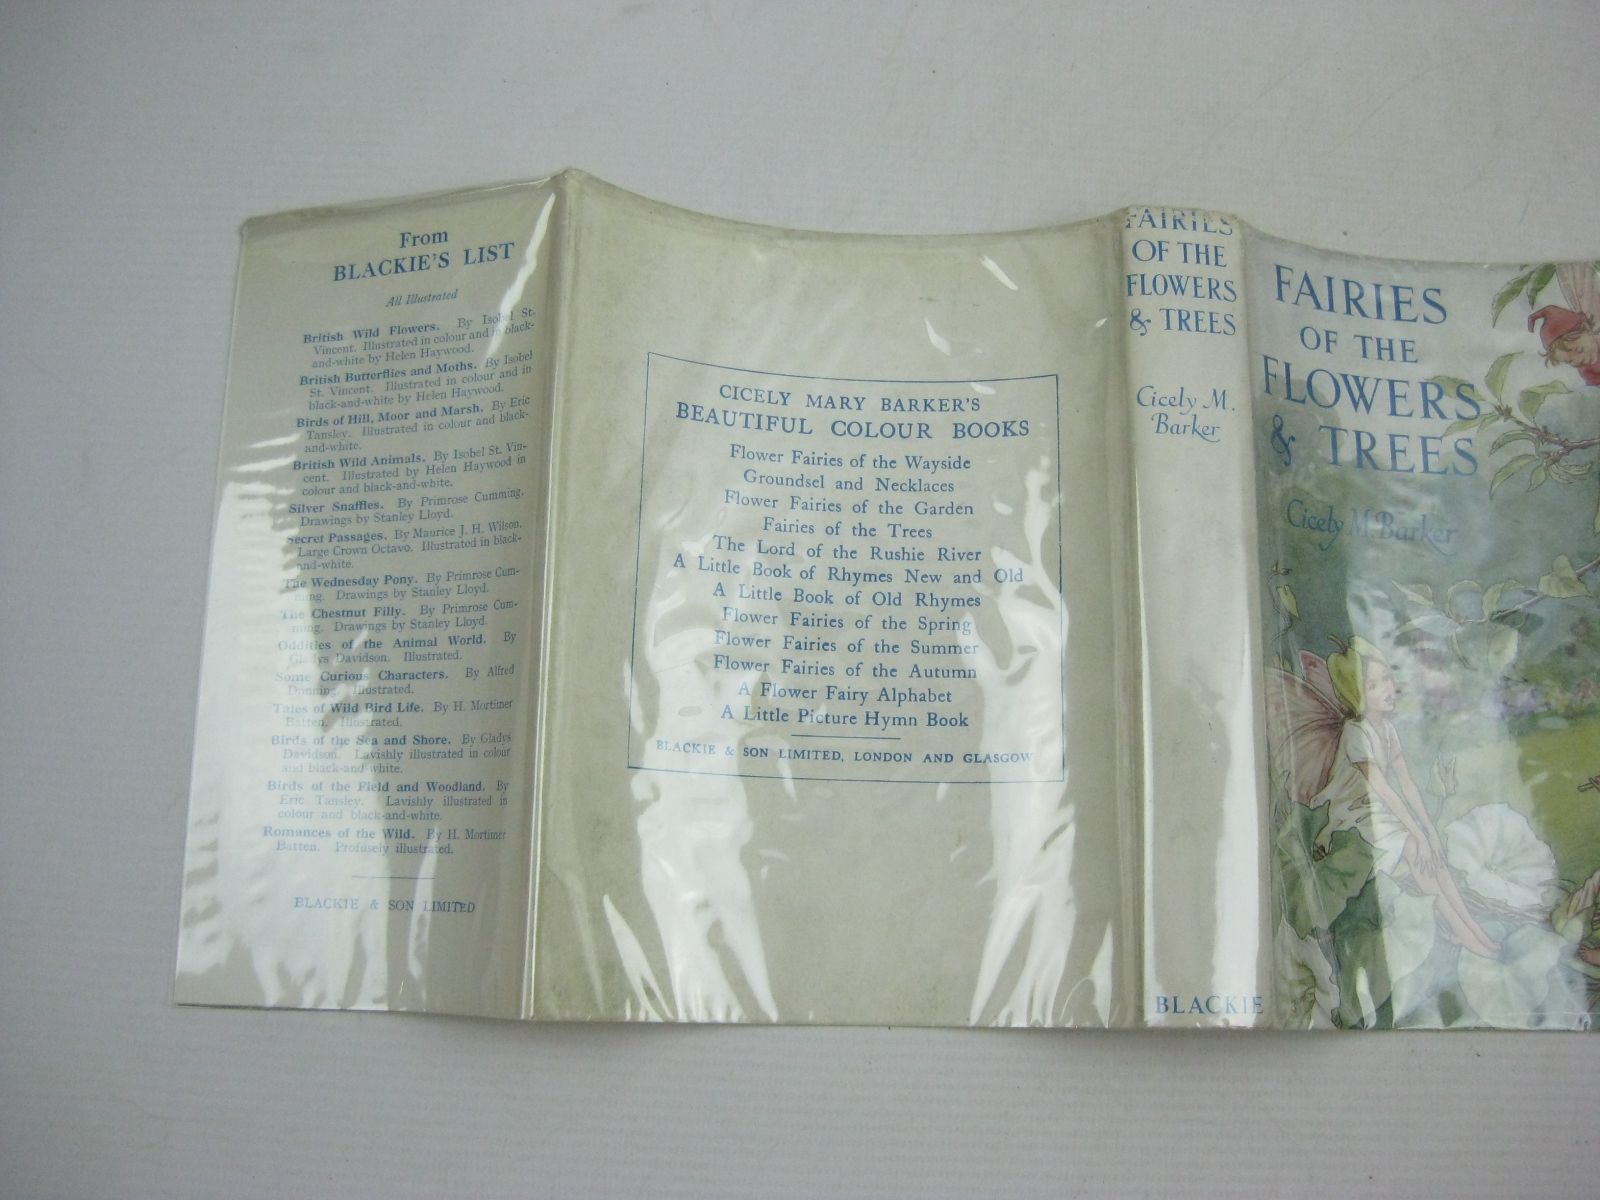 From
BLACKIE'S LIST
All Illustrated
British Wild Flowers. By Isobel St.
Vincent. Illustrated in colour and in black-
and-white by Helen Haywood.
British Butterflies and Moths. By Isobel
St. Vincent. Illustrated in colour and in
black-and-white by Helen Haywood.
Birds of Hill, Moor and Marsh. By Eric
Tansley. Illustrated in colour and black-
and-white.
British Wild Animals. By Isobel St. Vin-
cent. Illustrated by Helen Haywood in
colour and black-and-white.
Silver Snaffles. By Primrose Cumming.
Drawings by Stanley Lloyd.
Secret Passages. By Maurice J. H. Wilson.
Large Crown Octavo. Illustrated in black-
and-white.
The Wednesday Pony. By Primrose Cum-
ming. Drawings by Stanley Lloyd.
The Chestnut Filly. By Primrose Cum-
ming. Drawings by Stanley Lloyd.
Oddities of the Animal World. By
Gladys Davidson. Illustrated.
Some Curious Characters. By Alfred
Dunning. Illustrated.
Tales of Wild Bird Life. By H. Mortimer
Batten. Illustrated.
Birds of the Sea and Shore. By Gladys
Davidson. Lavishly illustrated in colour
and black-and-white.
Birds of the Field and Woodland. By
Eric Tansley. Lavishly illustrated in
colour and black-and-white.
Romances of the Wild. By H. Mortimer
Batten. Profusely illustrated.
BLACKIE & SON LIMITED
CICELY MARY BARKER'S
BEAUTIFUL COLOUR BOOKS
Flower Fairies of the Wayside
Groundsel and Necklaces
Flower Fairies of the Garden
Fairies of the Trees
The Lord of the Rushie River
A Little Book of Rhymes New and Old
A Little Book of Old Rhymes
Flower Fairies of the Spring
Flower Fairies of the Summer
Flower Fairies of the Autumn
A Flower Fairy Alphabet
A Little Picture Hymn Book
BLACKIE & SON LIMITED, LONDON AND GLASGOW
FAIRIES
OF THE
FLOWERS
& TREES
Cicely M.
Barker
BLACKIE
FAIRIES
OF THE
FLOWERS
& TREES
Cicely M. Barker